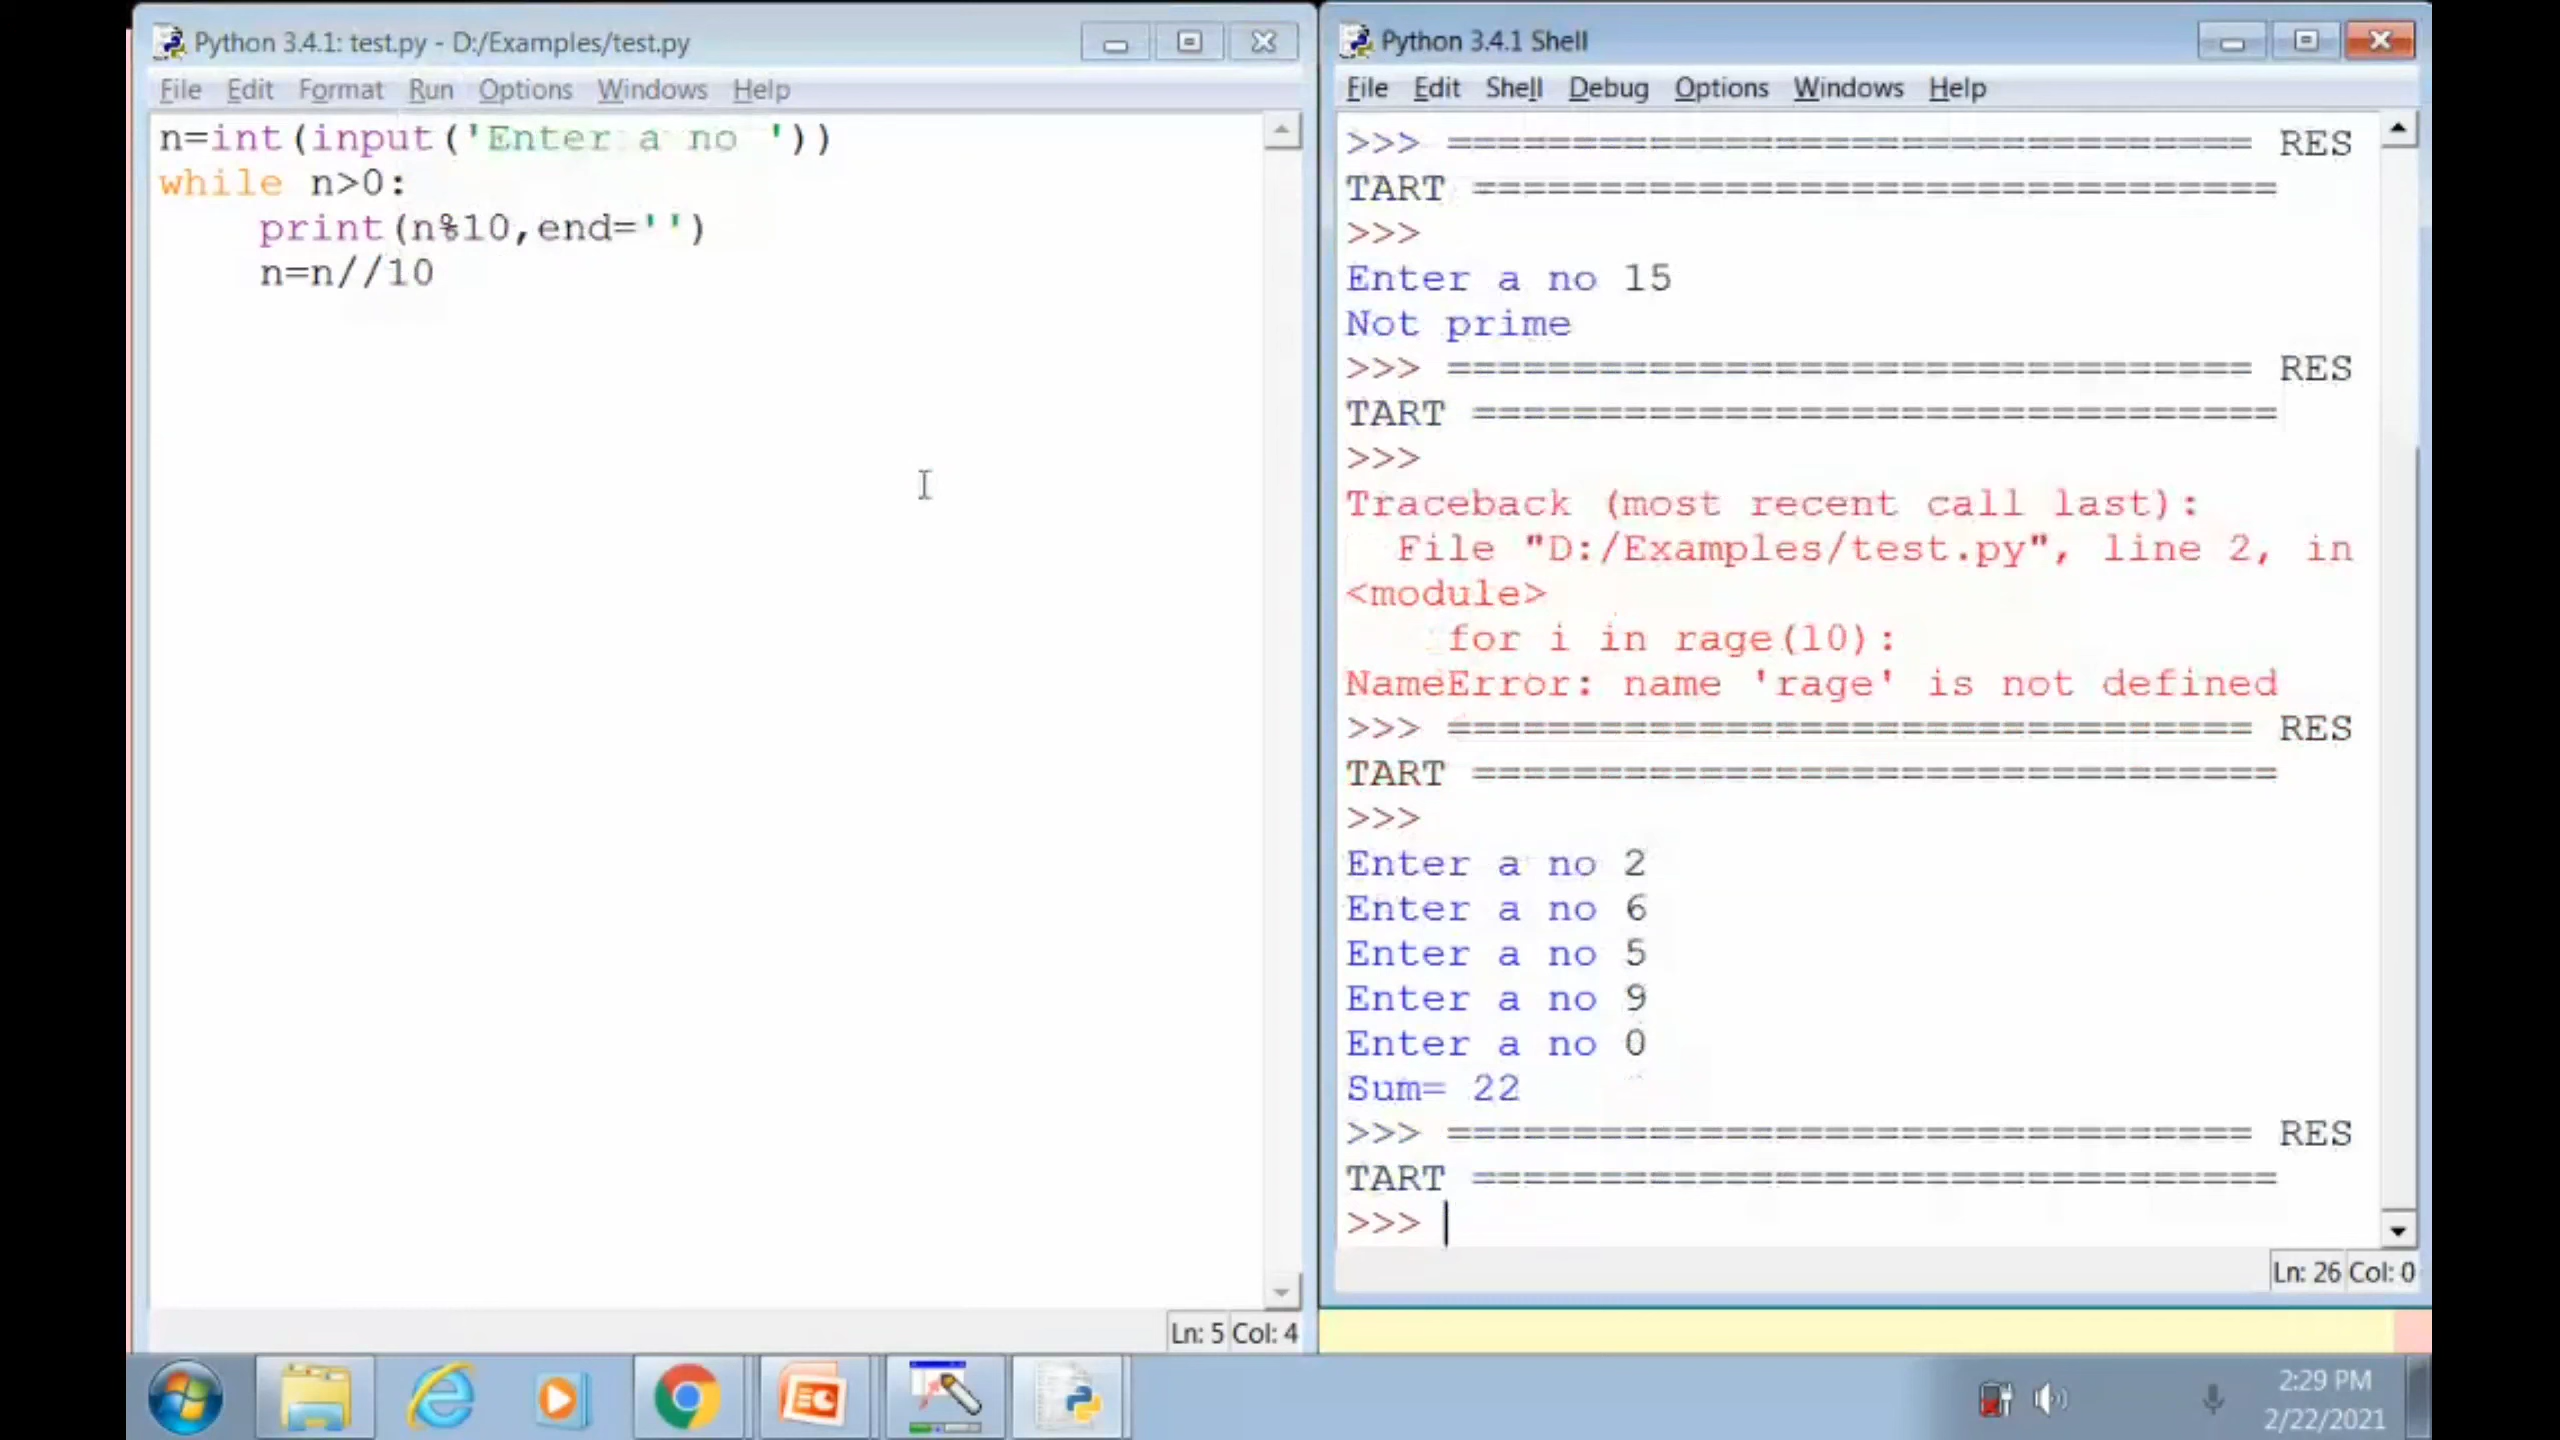 Python 3.4.1: test.py - D:/Examples/test.py
File Edit Format Run Options Windows Help
n=int(input('Enter a no '))
while n>0:
    print(n%10,end='')
    n=n//10
Ln: 5 Col: 4
Python 3.4.1 Shell
File Edit Shell Debug Options Windows Help
>>> ================================ RES
TART ================================
>>>
Enter a no 15
Not prime
>>> ================================ RES
TART ================================
>>>
Traceback (most recent call last):
  File "D:/Examples/test.py", line 2, in
<module>
    for i in rage(10):
NameError: name 'rage' is not defined
>>> ================================ RES
TART ================================
>>>
Enter a no 2
Enter a no 6
Enter a no 5
Enter a no 9
Enter a no 0
Sum= 22
>>> ================================ RES
TART ================================
>>>
Ln: 26 Col: 0
2:29 PM
2/22/2021